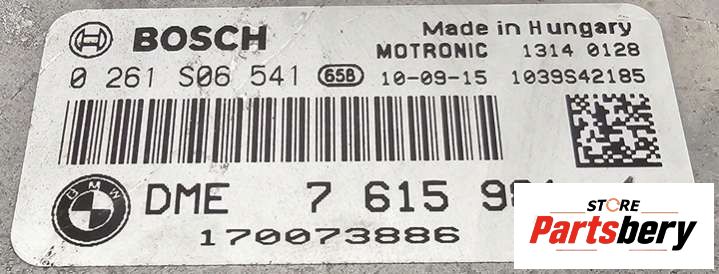 BOSCH
Made in Hungary
MOTRONIC 1314 0128
0 261 S06 541 658 10-09-15 1039S42185
BMW DME 7 615
170073886
STORE
Partsbery